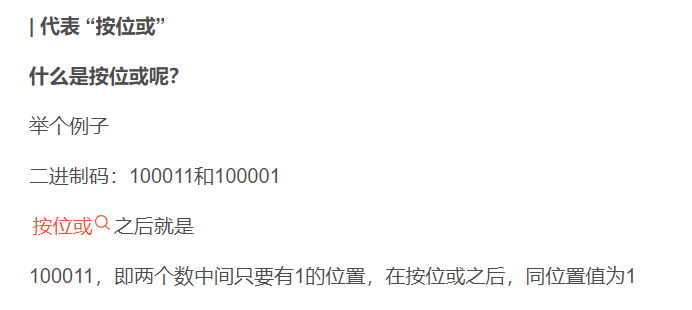 | 代表 “按位或”
什么是按位或呢?
举个例子
二进制码：100011和100001
按位或之后就是
100011，即两个数中间只要有1的位置，在按位或之后，同位置值为1